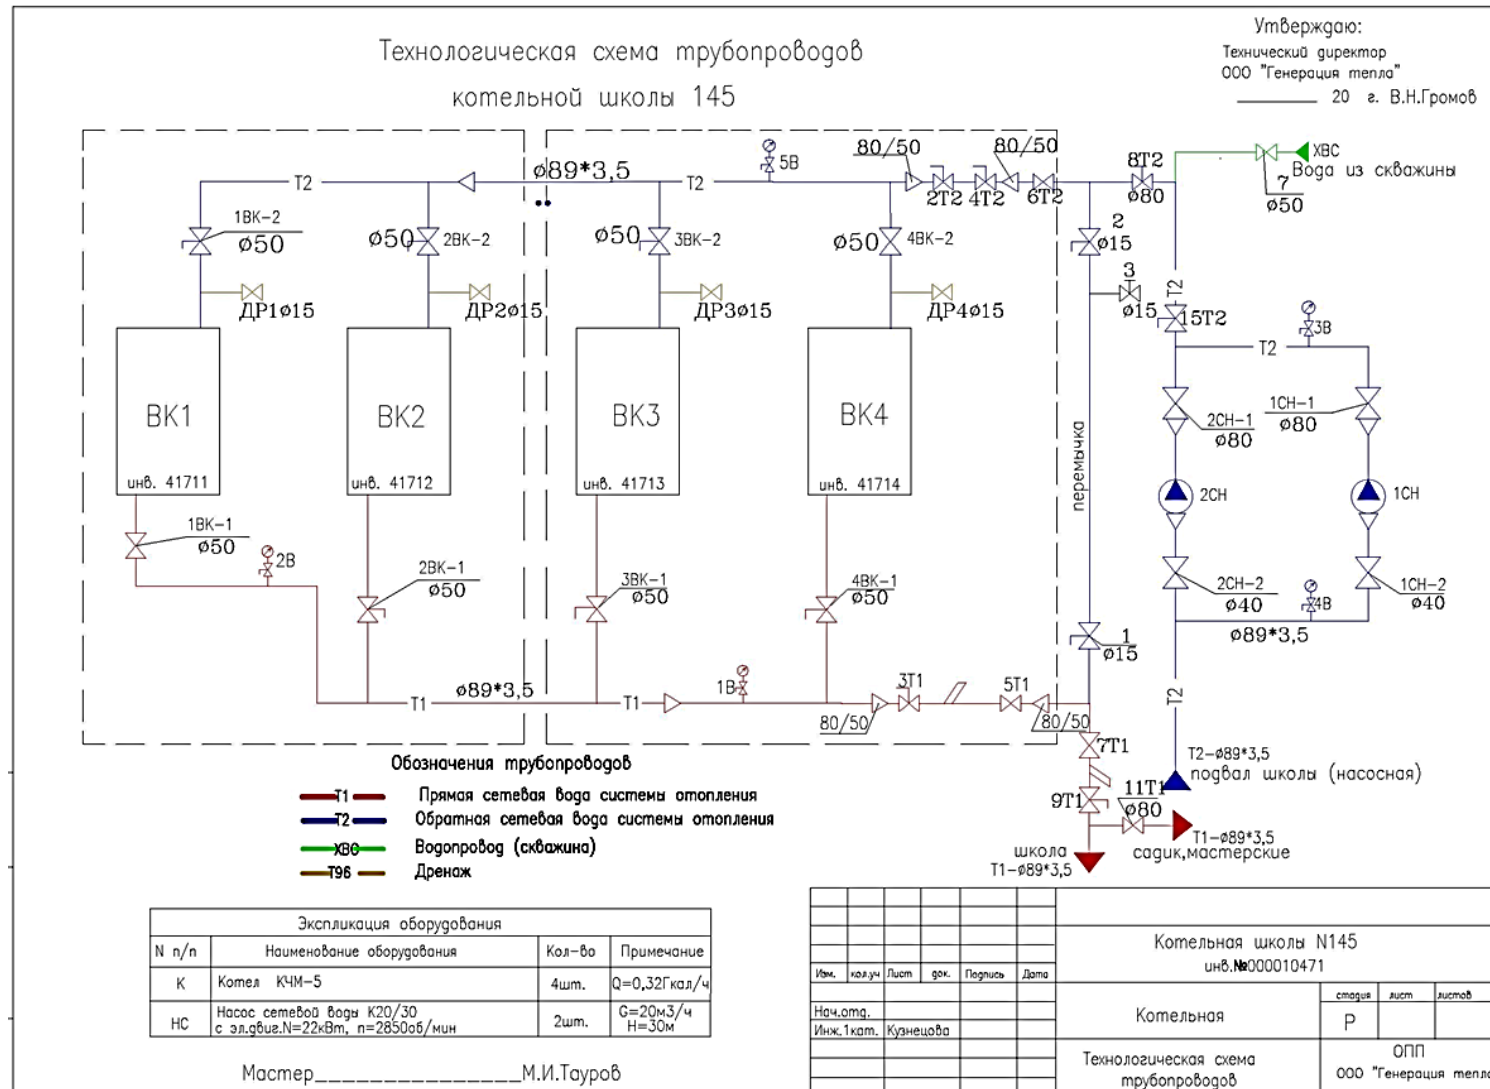 Утверждаю:
Технический директор
ООО "Генерация тепла"
20 г. В.Н.Громов
Технологическая схема трубопроводов
котельной школы 145
80/50
80/50
8Т2
ХВС
Вода из скважины
5В
ø89*3,5
Т2
Т2
2Т2
4Т2
6Т2
ø80
7
ø50
1ВК-2
ø50
ø50
2ВК-2
ø50
3ВК-2
ø50
4ВК-2
2
ø15
3
ø15
Т2
ДР1ø15
ДР2ø15
ДР3ø15
ДР4ø15
15Т2
3В
Т2
ВК1
ВК2
ВК3
ВК4
2СН-1
ø80
1СН-1
ø80
перемычка
инв. 41711
инв. 41712
инв. 41713
инв. 41714
2СН
1СН
1ВК-1
ø50
2В
2ВК-1
ø50
3ВК-1
ø50
4ВК-1
ø50
2СН-2
ø40
1СН-2
ø40
4В
ø89*3,5
1
ø15
Т1
ø89*3,5
Т1
1В
3Т1
5Т1
80/50
80/50
Т2
7Т1
Т2-ø89*3,5
подвал школы (насосная)
9Т1
11Т1
ø80
Т1-ø89*3,5
садик,мастерские
школа
Т1-ø89*3,5
Обозначения трубопроводов
Т1 Прямая сетевая вода системы отопления
Т2 Обратная сетевая вода системы отопления
ХВС Водопровод (скважина)
Т96 Дренаж
Экспликация оборудования
N п/п Наименование оборудования Кол-во Примечание
К Котел КЧМ-5 4шт. Q=0,32Гкал/ч
НС Насос сетевой воды К20/30 2шт. G=20м3/ч
с эл.двиг.N=22кВт, n=2850об/мин H=30м
Мастер_______________М.И.Тауров
Котельная школы N145
инв.№000010471
Изм. кол.уч Лист док. Подпись Дата
Нач.отд.
Инж.1кат. Кузнецова
Котельная
стадия лист листов
Р
Технологическая схема
трубопроводов
ОПП
ООО "Генерация тепла